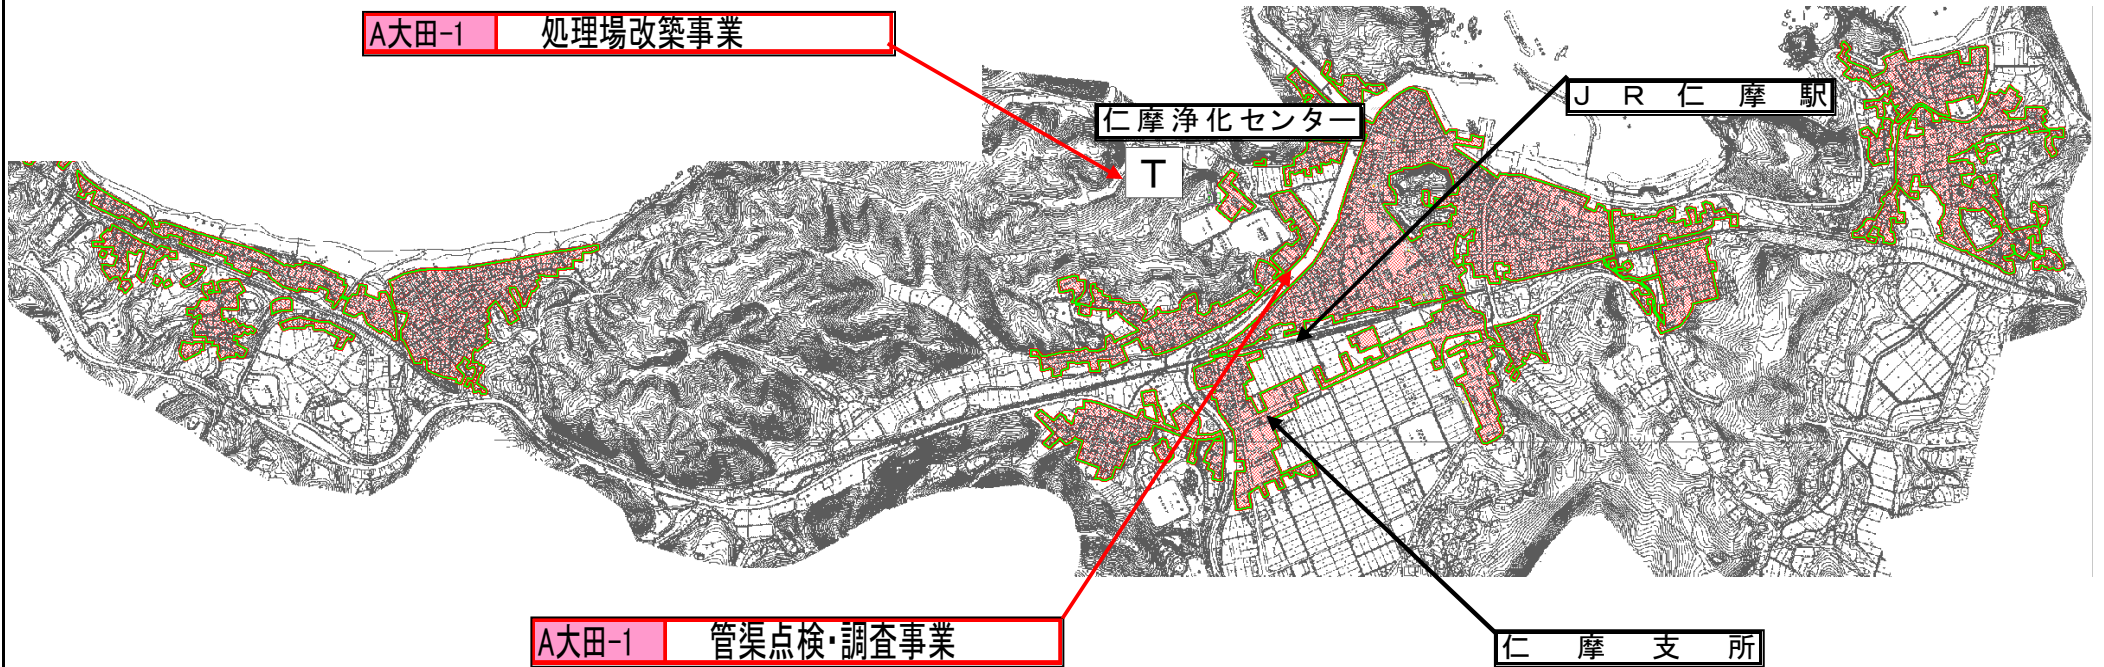 A大田-1 処理場改築事業
JR仁摩駅
仁摩浄化センター
T
A大田-1 管渠点検・調査事業
仁摩支所